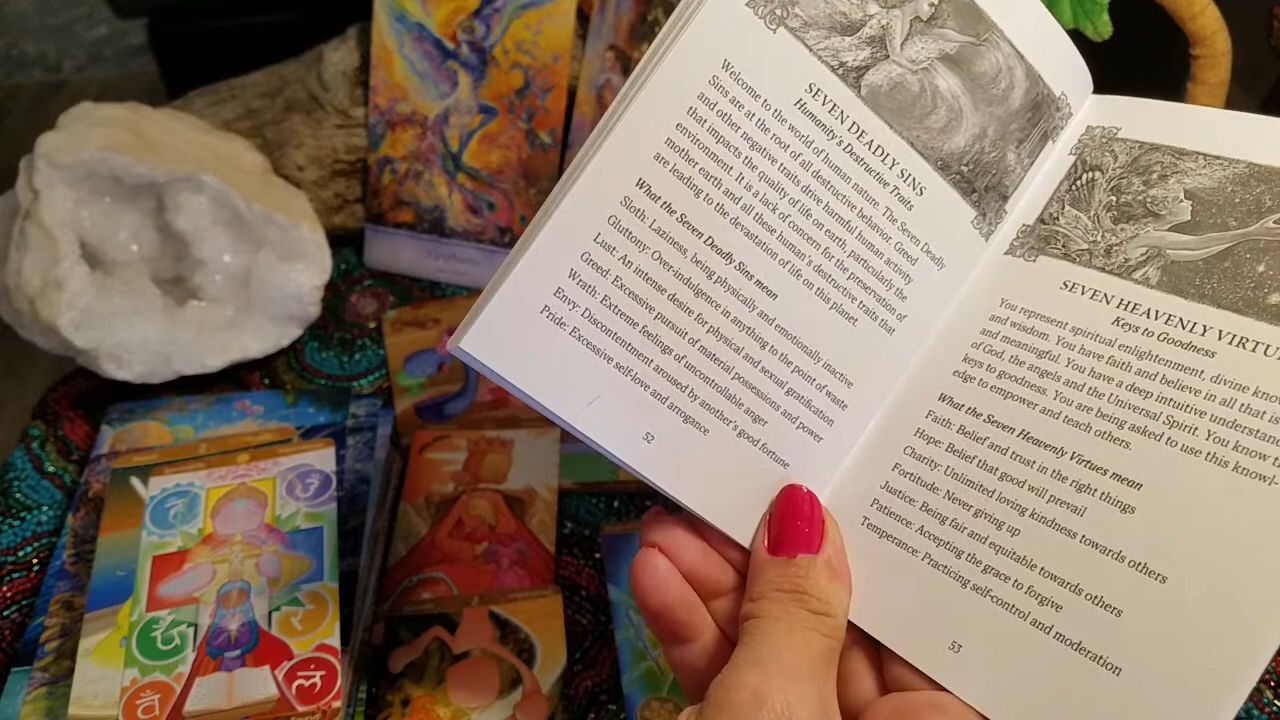 SEVEN DEADLY SINS
Humanity's Destructive Traits
Welcome to the world of human nature. The Seven Deadly
Sins are at the root of all destructive behavior. Greed
and other negative traits drive harmful human activity
that impacts the quality of life on earth, particularly the
environment. It is a lack of concern for the preservation of
mother earth and all these human's destructive traits that
are leading to the devastation of life on this planet.
What the Seven Deadly Sins mean
Sloth: Laziness, being physically and emotionally inactive
Gluttony: Over-indulgence in anything to the point of waste
Lust: An intense desire for physical and sexual gratification
Greed: Excessive pursuit of material possessions and power
Wrath: Extreme feelings of uncontrollable anger
Envy: Discontentment aroused by another's good fortune
Pride: Excessive self-love and arrogance
52
SEVEN HEAVENLY VIRTU
Keys to Goodness
You represent spiritual enlightenment, divine know
and wisdom. You have faith and believe in all that is
and meaningful. You have a deep intuitive understan
of God, the angels and the Universal Spirit. You know t
keys to goodness. You are being asked to use this knowl-
edge to empower and teach others.
What the Seven Heavenly Virtues mean
Faith: Belief and trust in the right things
Hope: Belief that good will prevail
Charity: Unlimited loving kindness towards others
Fortitude: Never giving up
Justice: Being fair and equitable towards others
Patience: Accepting the grace to forgive
Temperance: Practicing self-control and moderation
53